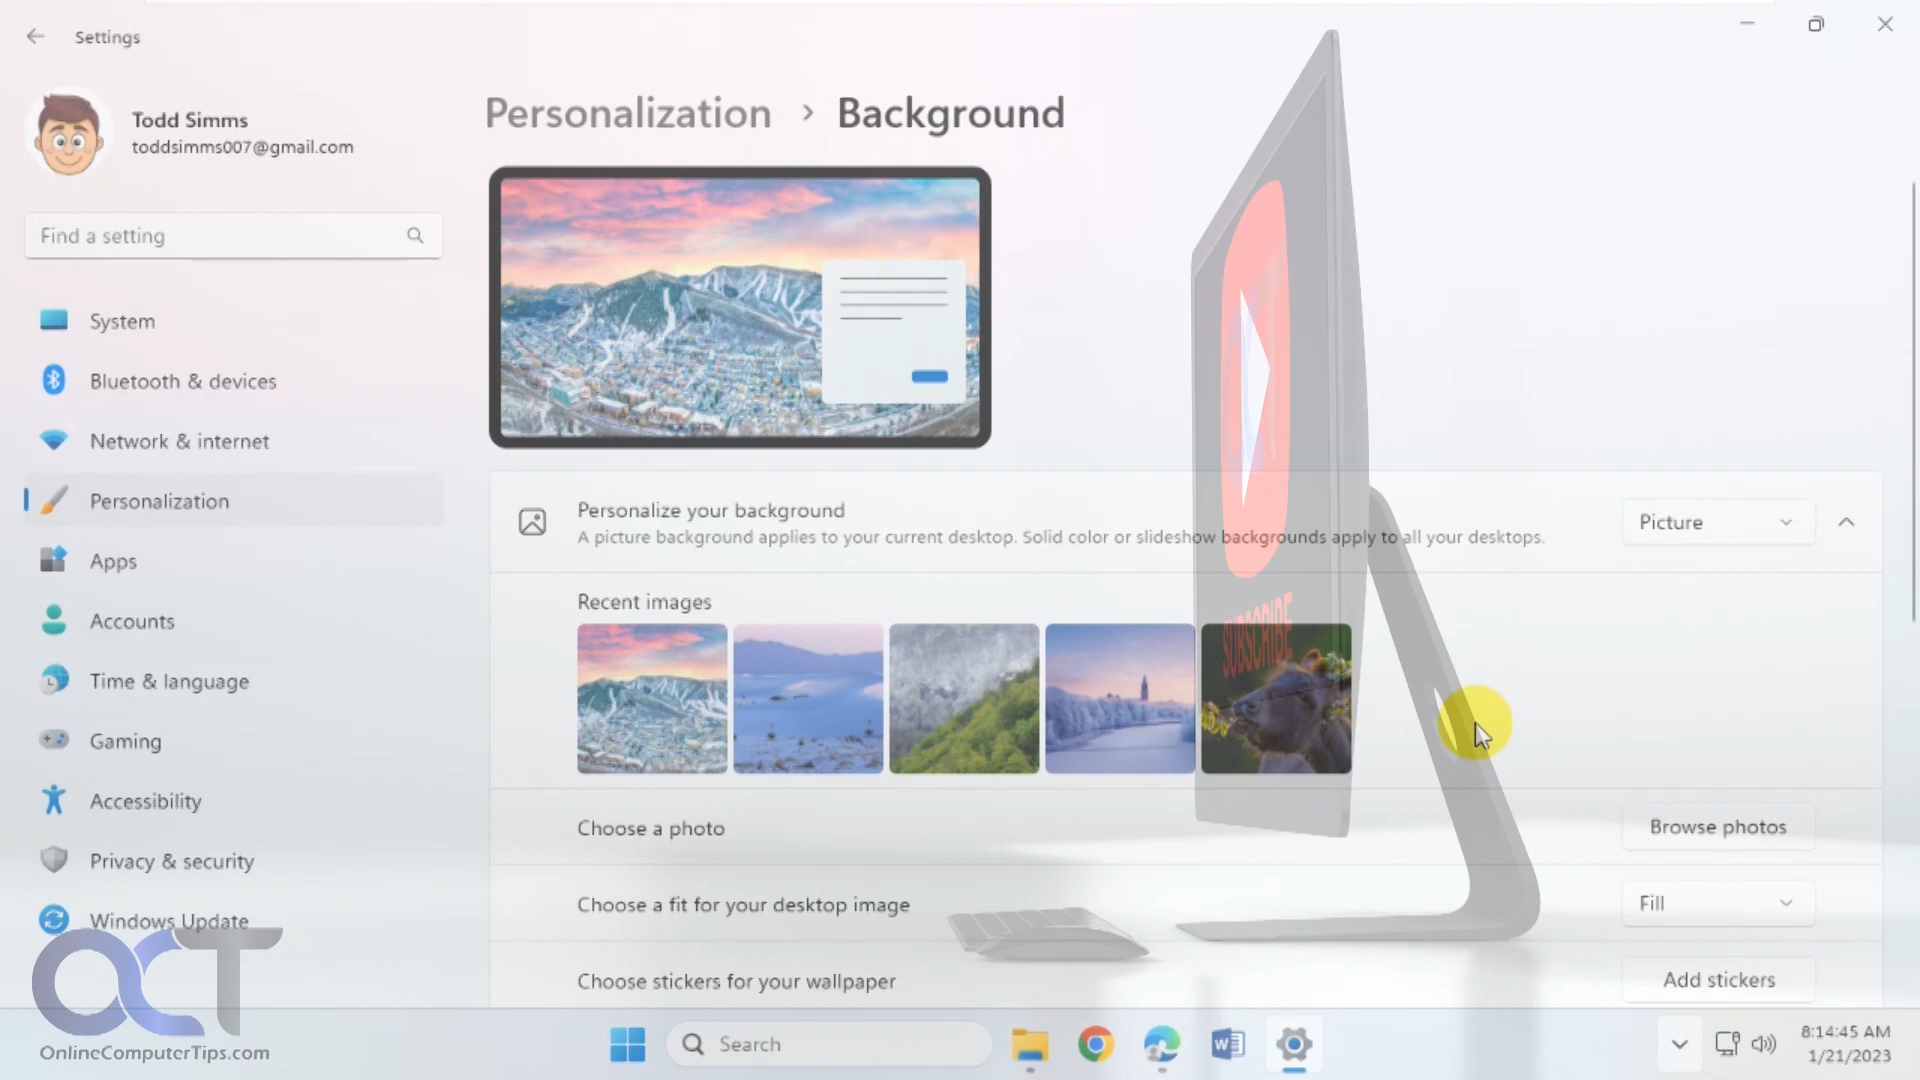 Settings
Todd Simms
toddsimms007@gmail.com
Find a setting
System
Bluetooth & devices
Network & internet
Personalization
Apps
Accounts
Time & language
Gaming
Accessibility
Privacy & security
Windows Update
Personalization > Background
Personalize your background
A picture background applies to your current desktop. Solid color or slideshow backgrounds apply to all your desktops.
Picture
Recent images
SUBSCRIBE
Choose a photo
Browse photos
Choose a fit for your desktop image
Fill
Choose stickers for your wallpaper
Add stickers
OCT
OnlineComputerTips.com
Search
W
8:14:45 AM
1/21/2023